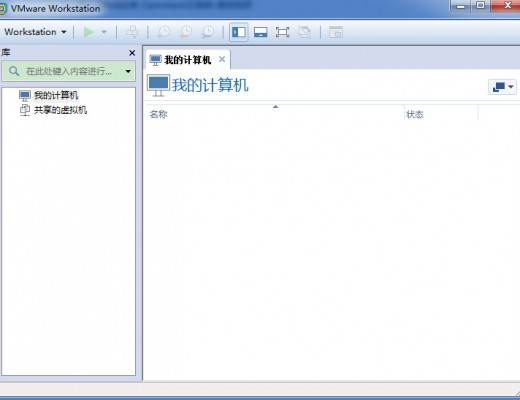 VMware Workstation
Workstation
库
我的计算机
在此处键入内容进行...
我的计算机
我的计算机
共享的虚拟机
名称
状态